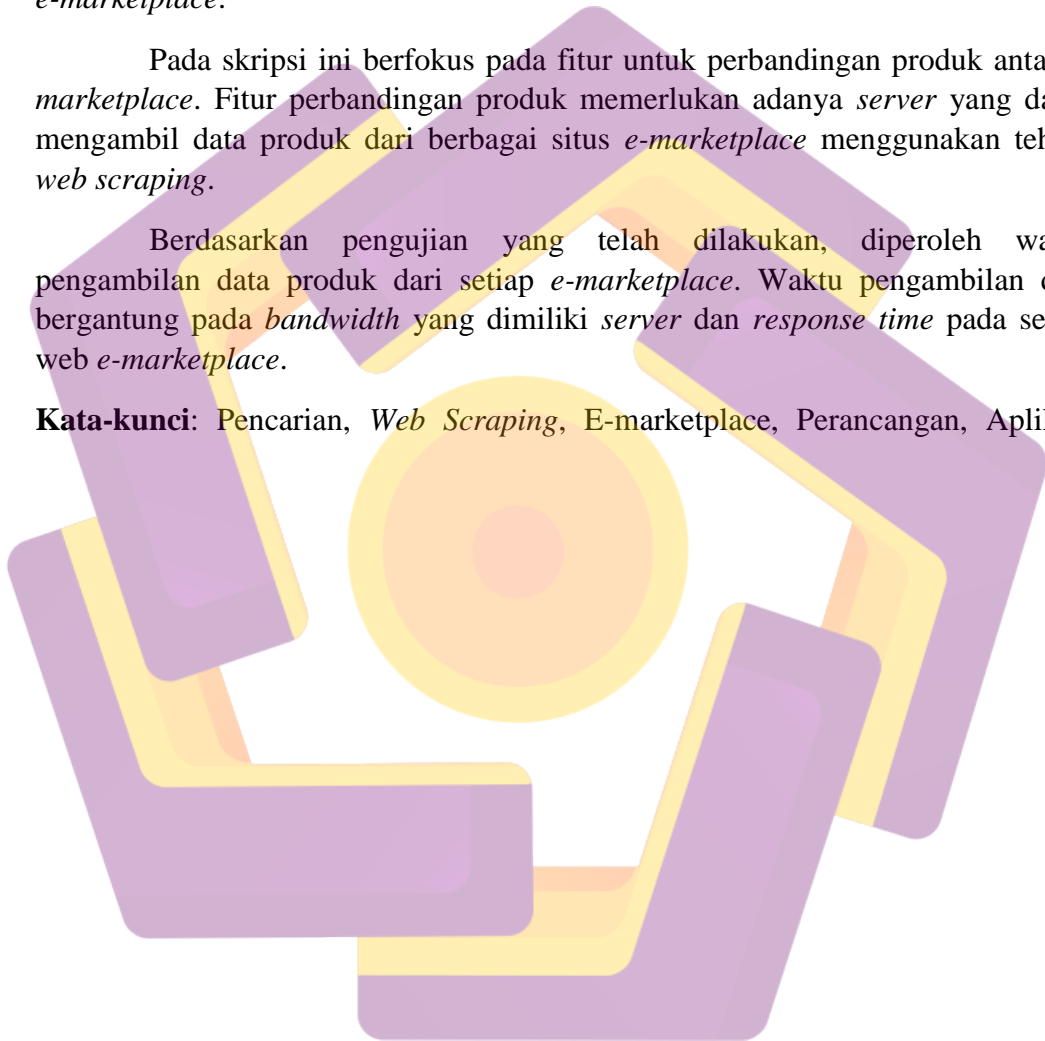 e-marketplace.
Pada skripsi ini berfokus pada fitur untuk perbandingan produk anta
marketplace. Fitur perbandingan produk memerlukan adanya server yang da
mengambil data produk dari berbagai situs e-marketplace menggunakan teh
web scraping.
Berdasarkan pengujian yang telah dilakukan, diperoleh wa
pengambilan data produk dari setiap e-marketplace. Waktu pengambilan d
bergantung pada bandwidth yang dimiliki server dan response time pada se
web e-marketplace.
Kata-kunci: Pencarian, Web Scraping, E-marketplace, Perancangan, Aplik